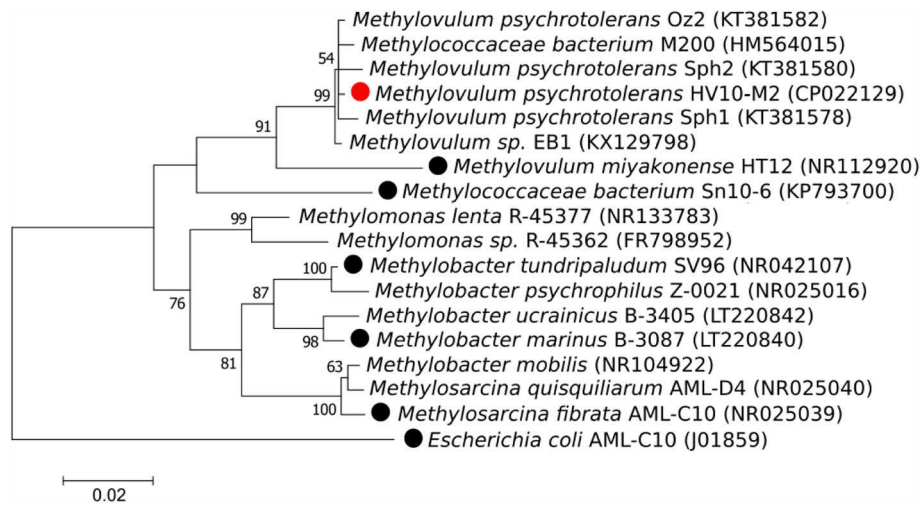 Methylovulum psychrotolerans Oz2 (KT381582)
Methylococcaceae bacterium M200 (HM564015)
54
Methylovulum psychrotolerans Sph2 (KT381580)
99
Methylovulum psychrotolerans HV10-M2 (CP022129)
Methylovulum psychrotolerans Sph1 (KT381578)
91
Methylovulum sp. EB1 (KX129798)
Methylovulum miyakonense HT12 (NR112920)
Methylococcaceae bacterium Sn10-6 (KP793700)
99
Methylomonas lenta R-45377 (NR133783)
Methylomonas sp. R-45362 (FR798952)
100
Methylobacter tundripaludum SV96 (NR042107)
87
Methylobacter psychrophilus Z-0021 (NR025016)
76
Methylobacter ucrainicus B-3405 (LT220842)
98
Methylobacter marinus B-3087 (LT220840)
81
63
Methylobacter mobilis (NR104922)
Methylosarcina quisquiliarum AML-D4 (NR025040)
100
Methylosarcina fibrata AML-C10 (NR025039)
Escherichia coli AML-C10 (J01859)
0.02